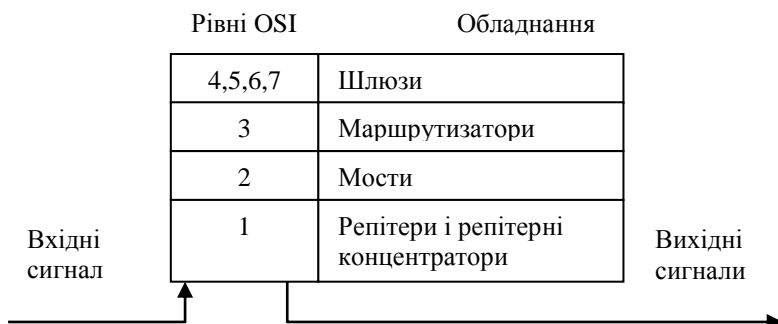 Рівні OSI Обладнання
4,5,6,7 Шлюзи
3 Маршрутизатори
2 Мости
1 Репітери і репітерні
концентратори
Вхідні
сигнал
Вихідні
сигнали